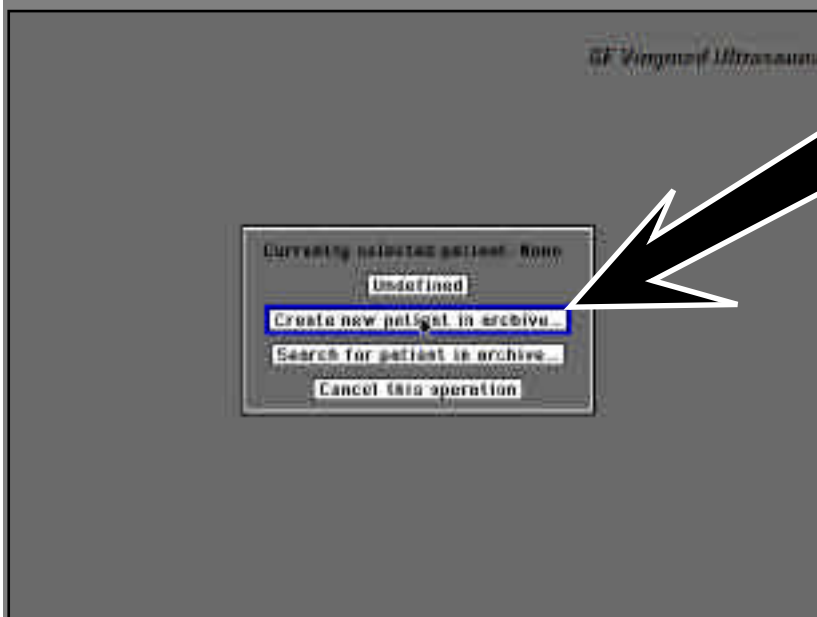 GE Vingmed Ultrasound
Currently selected patient: None
Undefined
Create new patient in archive...
Search for patient in archive...
Cancel this operation